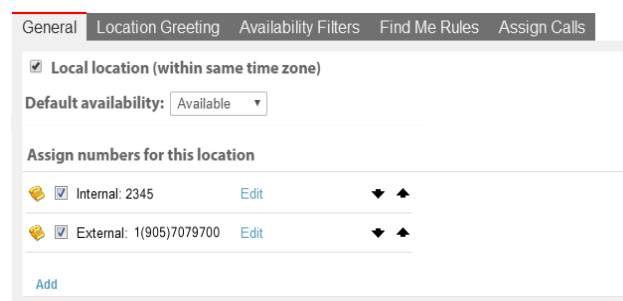 General Location Greeting Availability Filters Find Me Rules Assign Calls
Local location (within same time zone)
Default availability: Available
Assign numbers for this location
Internal: 2345 Edit
External: 1(905)7079700 Edit
Add